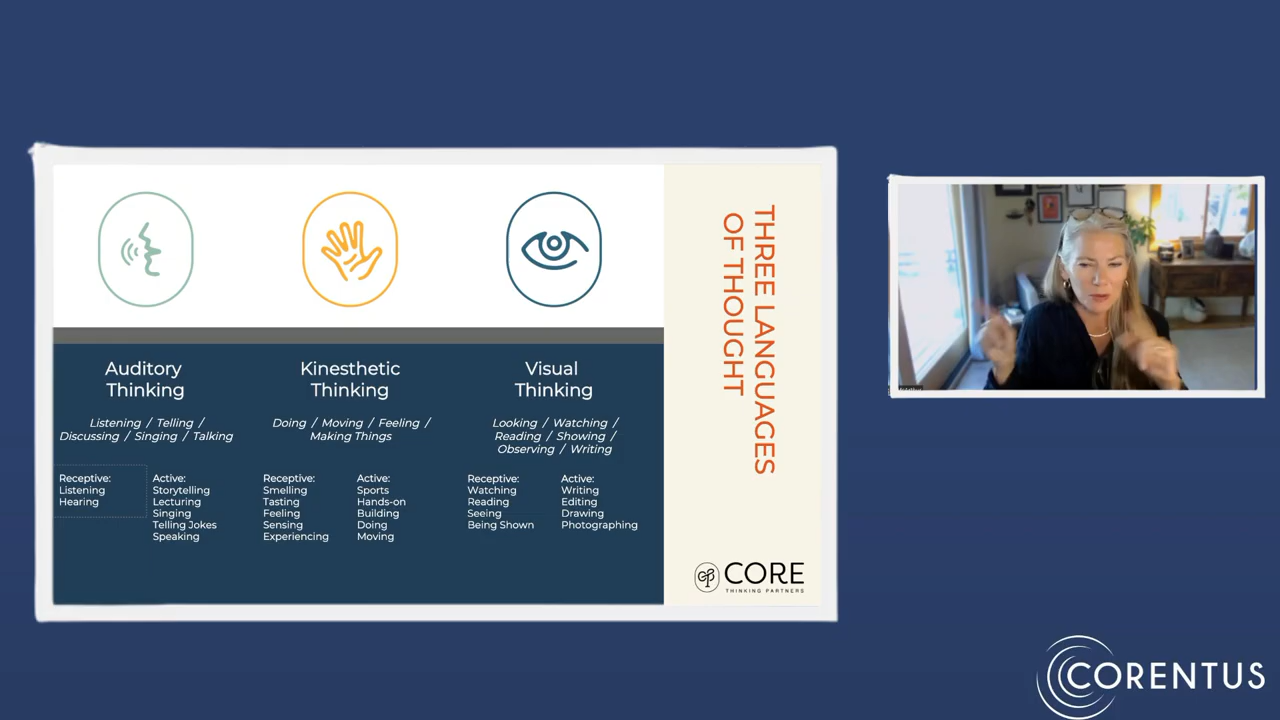 Auditory
Thinking
Listening / Telling /
Discussing / Singing / Talking
Receptive:
Listening
Hearing
Active:
Storytelling
Lecturing
Singing
Telling Jokes
Speaking
Kinesthetic
Thinking
Doing / Moving / Feeling /
Making Things
Receptive:
Smelling
Tasting
Feeling
Sensing
Experiencing
Active:
Sports
Hands-on
Building
Doing
Moving
Visual
Thinking
Looking / Watching /
Reading / Showing /
Observing / Writing
Receptive:
Watching
Reading
Seeing
Being Shown
Active:
Writing
Editing
Drawing
Photographing
THREE LANGUAGES
OF THOUGHT
CORE
THINKING PARTNERS
CORENTUS